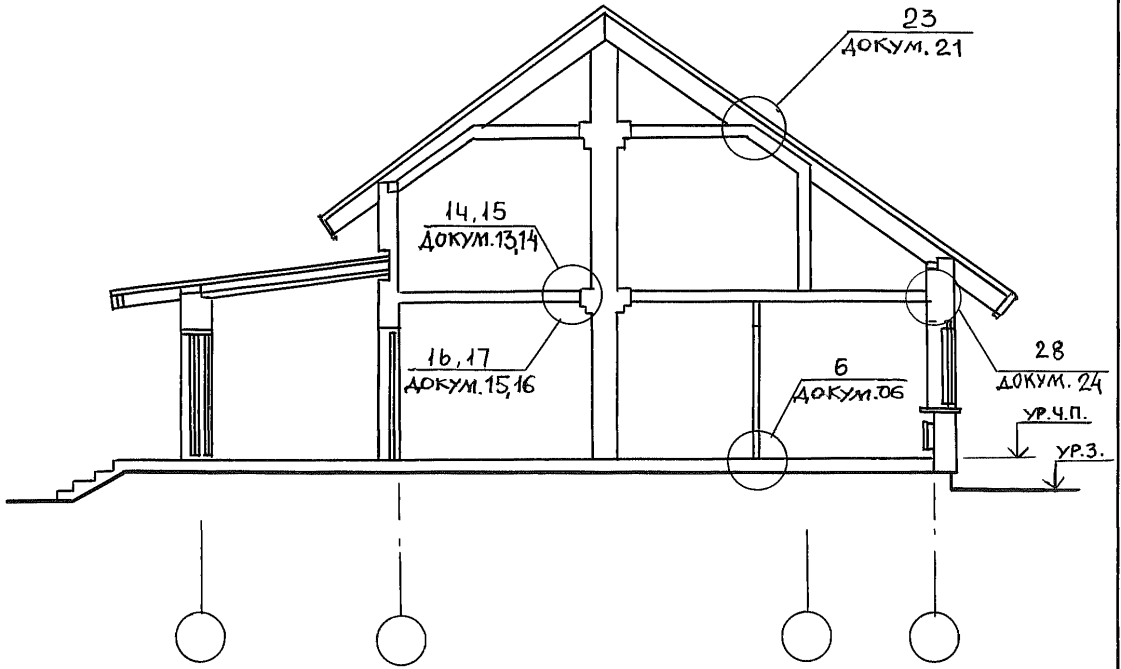 23
ДОКУМ. 21
14, 15
ДОКУМ. 13,14
16, 17
ДОКУМ. 15,16
6
ДОКУМ. 06
28
ДОКУМ. 24
УР.Ч.П.
УР.З.